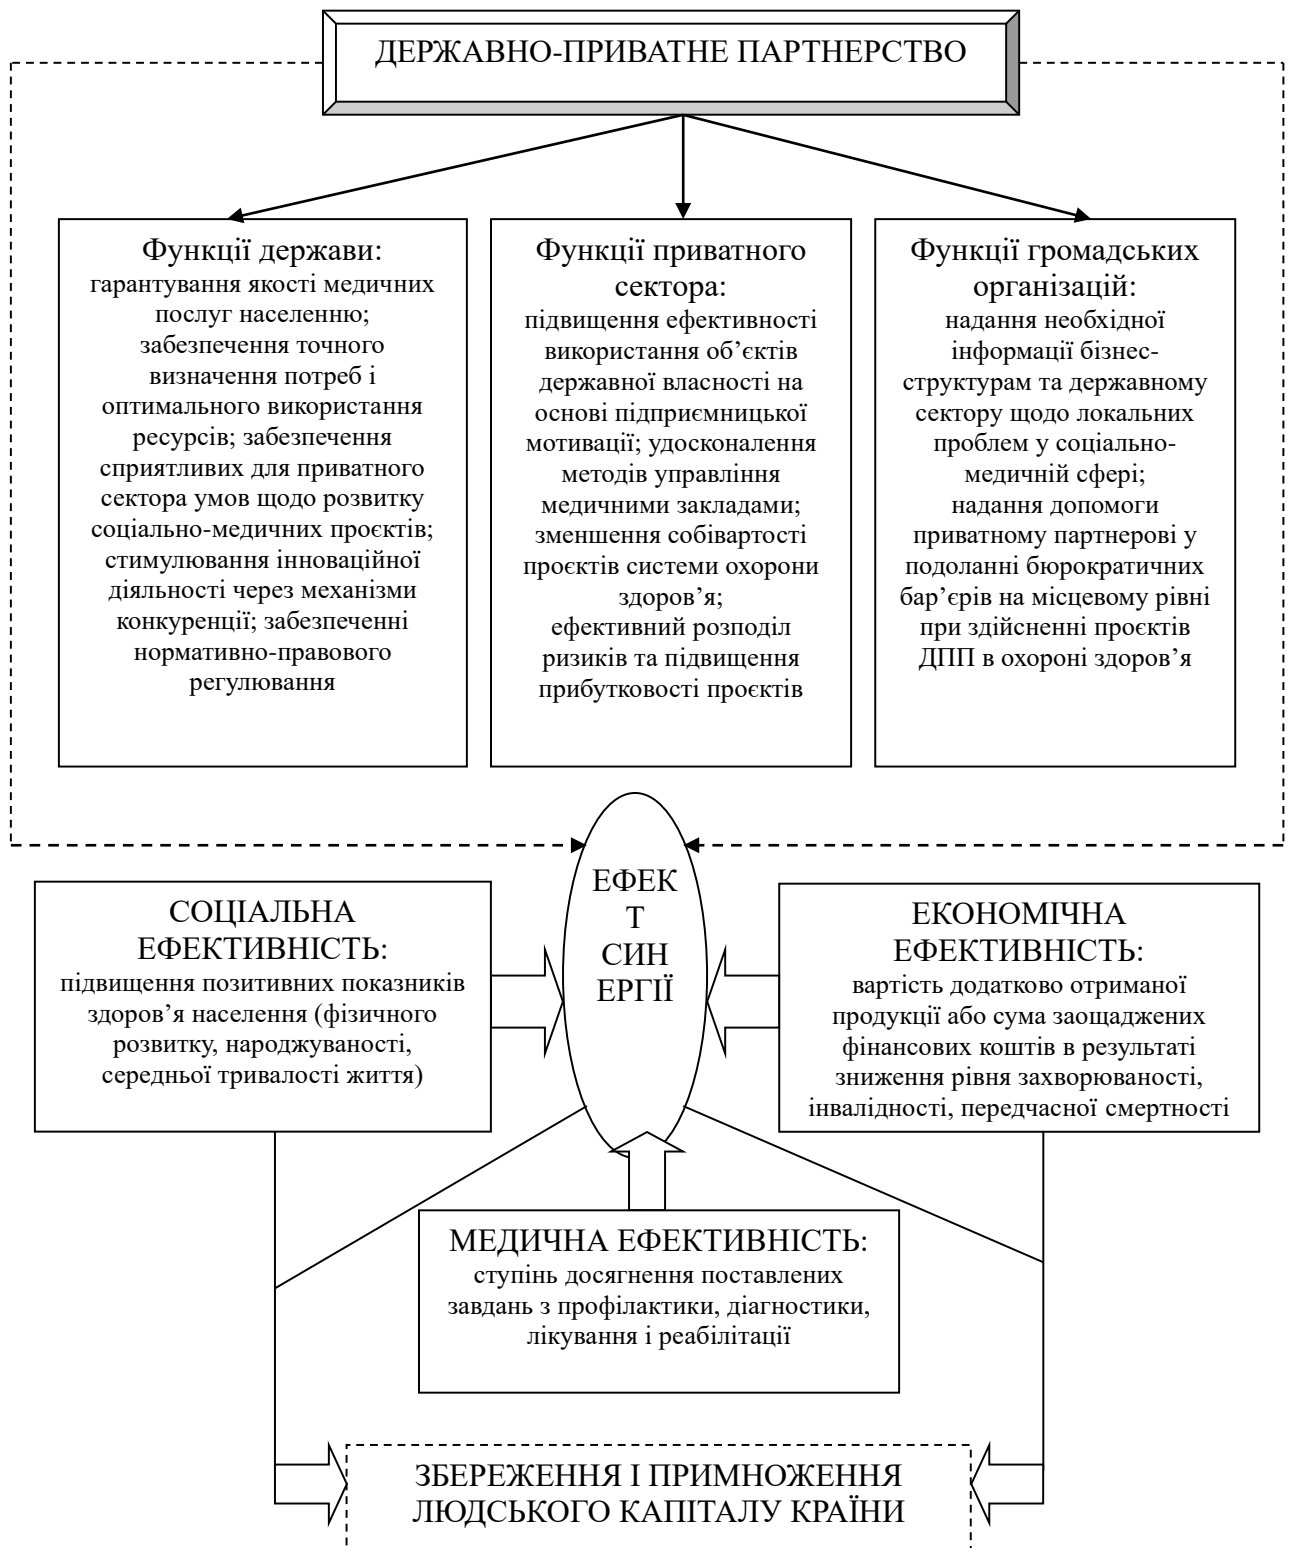 ДЕРЖАВНО-ПРИВАТНЕ ПАРТНЕРСТВО
Функції держави:
гарантування якості медичних
послуг населенню;
забезпечення точного
визначення потреб і
оптимального використання
ресурсів; забезпечення
сприятливих для приватного
сектора умов щодо розвитку
соціально-медичних проєктів;
стимулювання інноваційної
діяльності через механізми
конкуренції; забезпеченні
нормативно-правового
регулювання
Функції приватного
сектора:
підвищення ефективності
використання об’єктів
державної власності на
основі підприємницької
мотивації; удосконалення
методів управління
медичними закладами;
зменшення собівартості
проєктів системи охорони
здоров’я;
ефективний розподіл
ризиків та підвищення
прибутковості проєктів
Функції громадських
організацій:
надання необхідної
інформації бізнес-
структурам та державному
сектору щодо локальних
проблем у соціально-
медичній сфері;
надання допомоги
приватному партнерові у
подоланні бюрократичних
бар’єрів на місцевому рівні
при здійсненні проєктів
ДПП в охороні здоров’я
ЕФЕК
Т
СИН
ЕРГІЇ
СОЦІАЛЬНА
ЕФЕКТИВНІСТЬ:
підвищення позитивних показників
здоров’я населення (фізичного
розвитку, народжуваності,
середньої тривалості життя)
ЕКОНОМІЧНА
ЕФЕКТИВНІСТЬ:
вартість додатково отриманої
продукції або сума заощаджених
фінансових коштів в результаті
зниження рівня захворюваності,
інвалідності, передчасної смертності
МЕДИЧНА ЕФЕКТИВНІСТЬ:
ступінь досягнення поставлених
завдань з профілактики, діагностики,
лікування і реабілітації
ЗБЕРЕЖЕННЯ І ПРИМНОЖЕННЯ
ЛЮДСЬКОГО КАПІТАЛУ КРАЇНИ